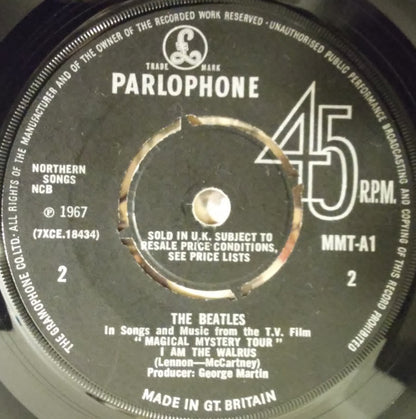 THE GRAMOPHONE CO. LTD. · ALL RIGHTS OF THE MANUFACTURER AND OF THE OWNER OF THE RECORDED WORK RESERVED · UNAUTHORISED PUBLIC PERFORMANCE BROADCASTING AND COPYING OF THIS RECORD PROHIBITED
TRADE MARK
PARLOPHONE
45
R.P.M.
NORTHERN
SONGS
NCB
℗ 1967
(7XCE.18434)
2
SOLD IN U.K. SUBJECT TO
RESALE PRICE CONDITIONS,
SEE PRICE LISTS
MMT-A1
2
THE BEATLES
In Songs and Music from the T.V. Film
"MAGICAL MYSTERY TOUR"
I AM THE WALRUS
(Lennon—McCartney)
Producer: George Martin
MADE IN GT. BRITAIN